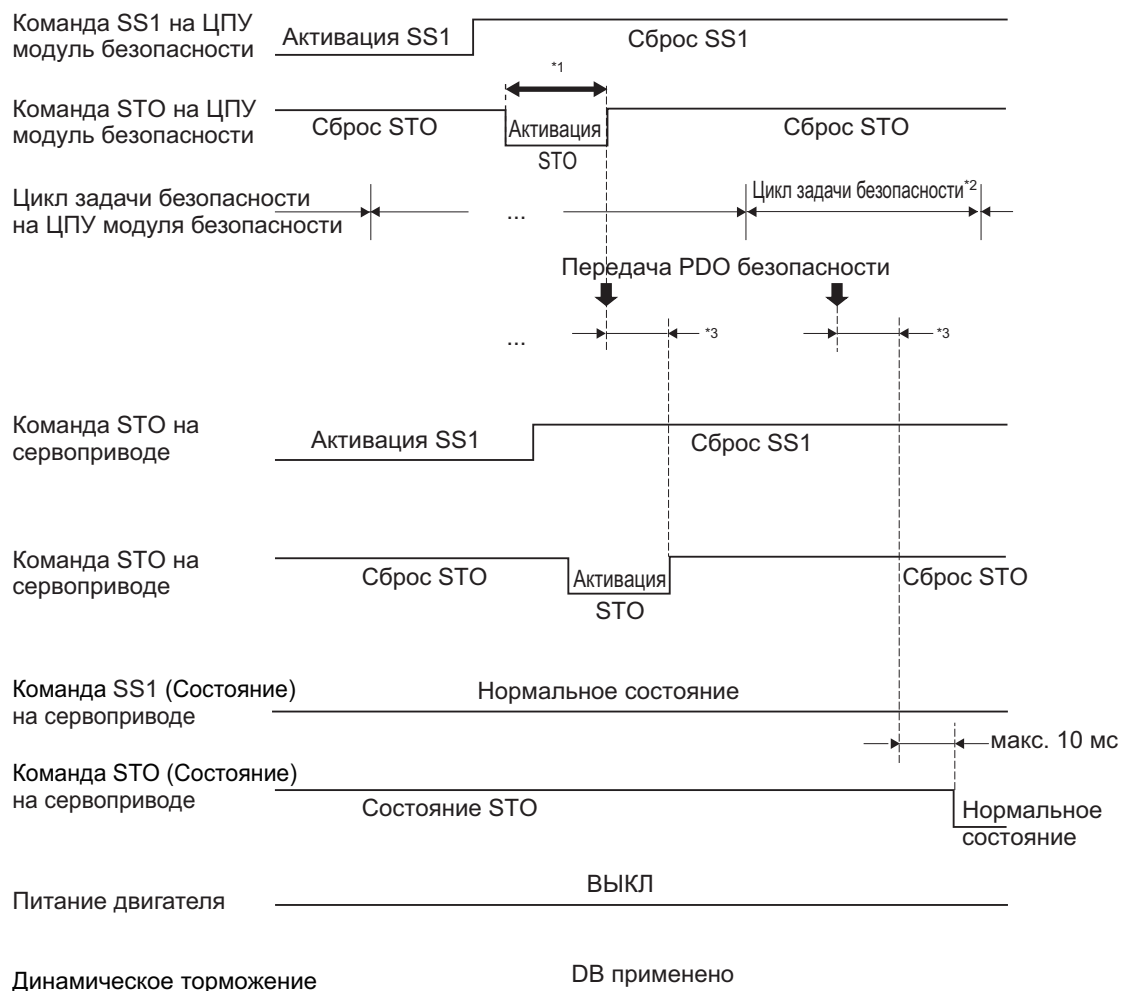 Команда SS1 на ЦПУ
модуль безопасности
Активация SS1
Сброс SS1
*1
Команда STO на ЦПУ
модуль безопасности
Сброс STO
Активация
STO
Сброс STO
Цикл задачи безопасности
на ЦПУ модуля безопасности
...
Цикл задачи безопасности*2
Передача PDO безопасности
...
*3
*3
Команда STO на
сервоприводе
Активация SS1
Сброс SS1
Команда STO на
сервоприводе
Сброс STO
Активация
STO
Сброс STO
Команда SS1 (Состояние)
на сервоприводе
Нормальное состояние
макс. 10 мс
Команда STO (Состояние)
на сервоприводе
Состояние STO
Нормальное
состояние
Питание двигателя
ВЫКЛ
Динамическое торможение
DB применено